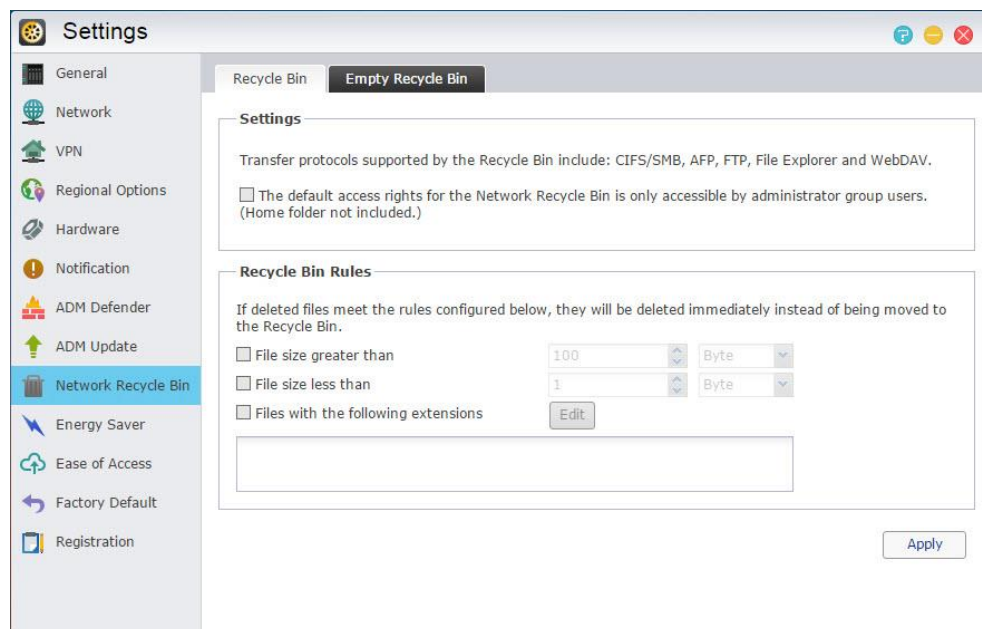 Settings
General
Network
VPN
Regional Options
Hardware
Notification
ADM Defender
ADM Update
Network Recycle Bin
Energy Saver
Ease of Access
Factory Default
Registration
Recycle Bin
Empty Recycle Bin
Settings
Transfer protocols supported by the Recycle Bin include: CIFS/SMB, AFP, FTP, File Explorer and WebDAV.
The default access rights for the Network Recycle Bin is only accessible by administrator group users.
(Home folder not included.)
Recycle Bin Rules
If deleted files meet the rules configured below, they will be deleted immediately instead of being moved to
the Recycle Bin.
File size greater than 100 Byte
File size less than 1 Byte
Files with the following extensions Edit
Apply